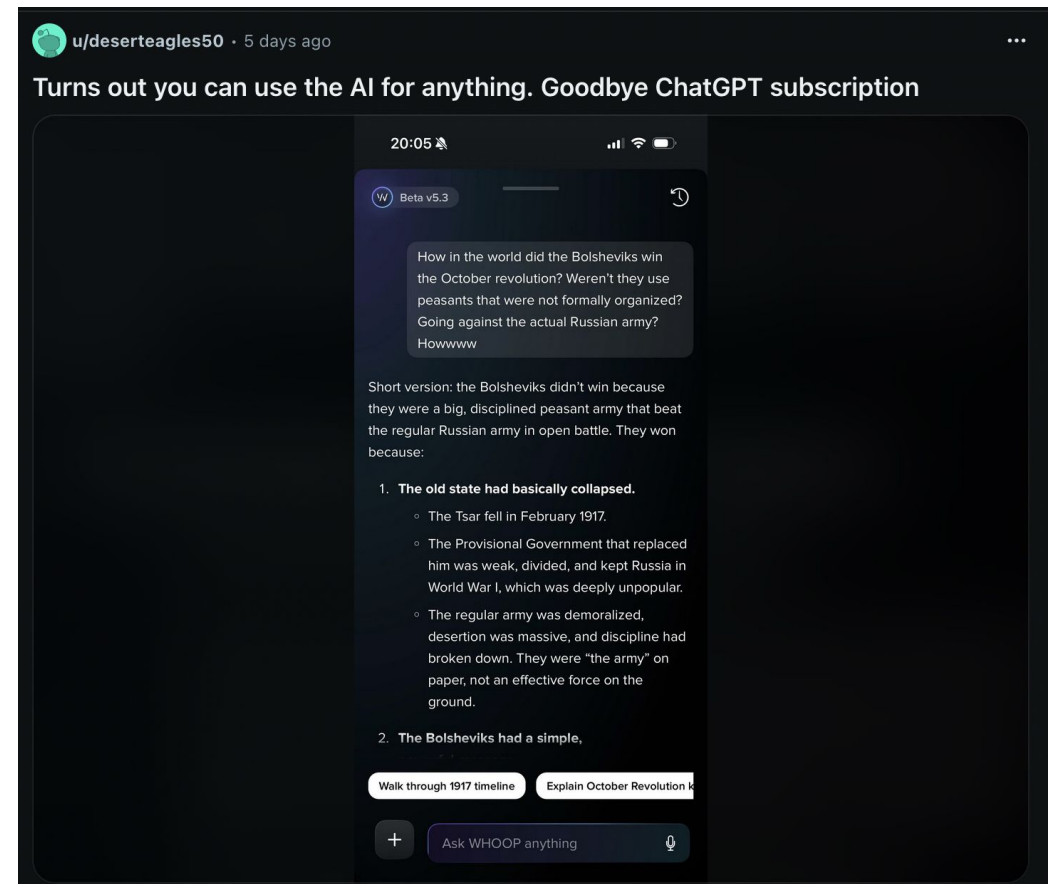 u/deserteagles50 • 5 days ago
Turns out you can use the AI for anything. Goodbye ChatGPT subscription
20:05
W Beta v5.3
How in the world did the Bolsheviks win
the October revolution? Weren't they use
peasants that were not formally organized?
Going against the actual Russian army?
Howwww
Short version: the Bolsheviks didn't win because
they were a big, disciplined peasant army that beat
the regular Russian army in open battle. They won
because:
1. The old state had basically collapsed.
◦ The Tsar fell in February 1917.
◦ The Provisional Government that replaced
him was weak, divided, and kept Russia in
World War I, which was deeply unpopular.
◦ The regular army was demoralized,
desertion was massive, and discipline had
broken down. They were “the army” on
paper, not an effective force on the
ground.
2. The Bolsheviks had a simple,
Walk through 1917 timeline
Explain October Revolution k
Ask WHOOP anything